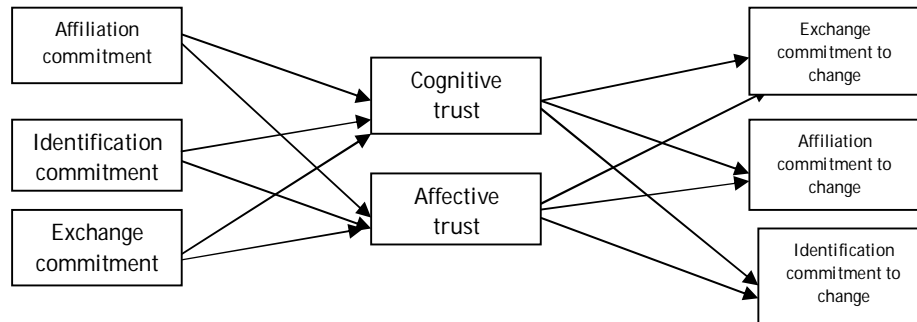 Affiliation
commitment
Identification
commitment
Exchange
commitment
Cognitive
trust
Affective
trust
Exchange
commitment to
change
Affiliation
commitment to
change
Identification
commitment to
change